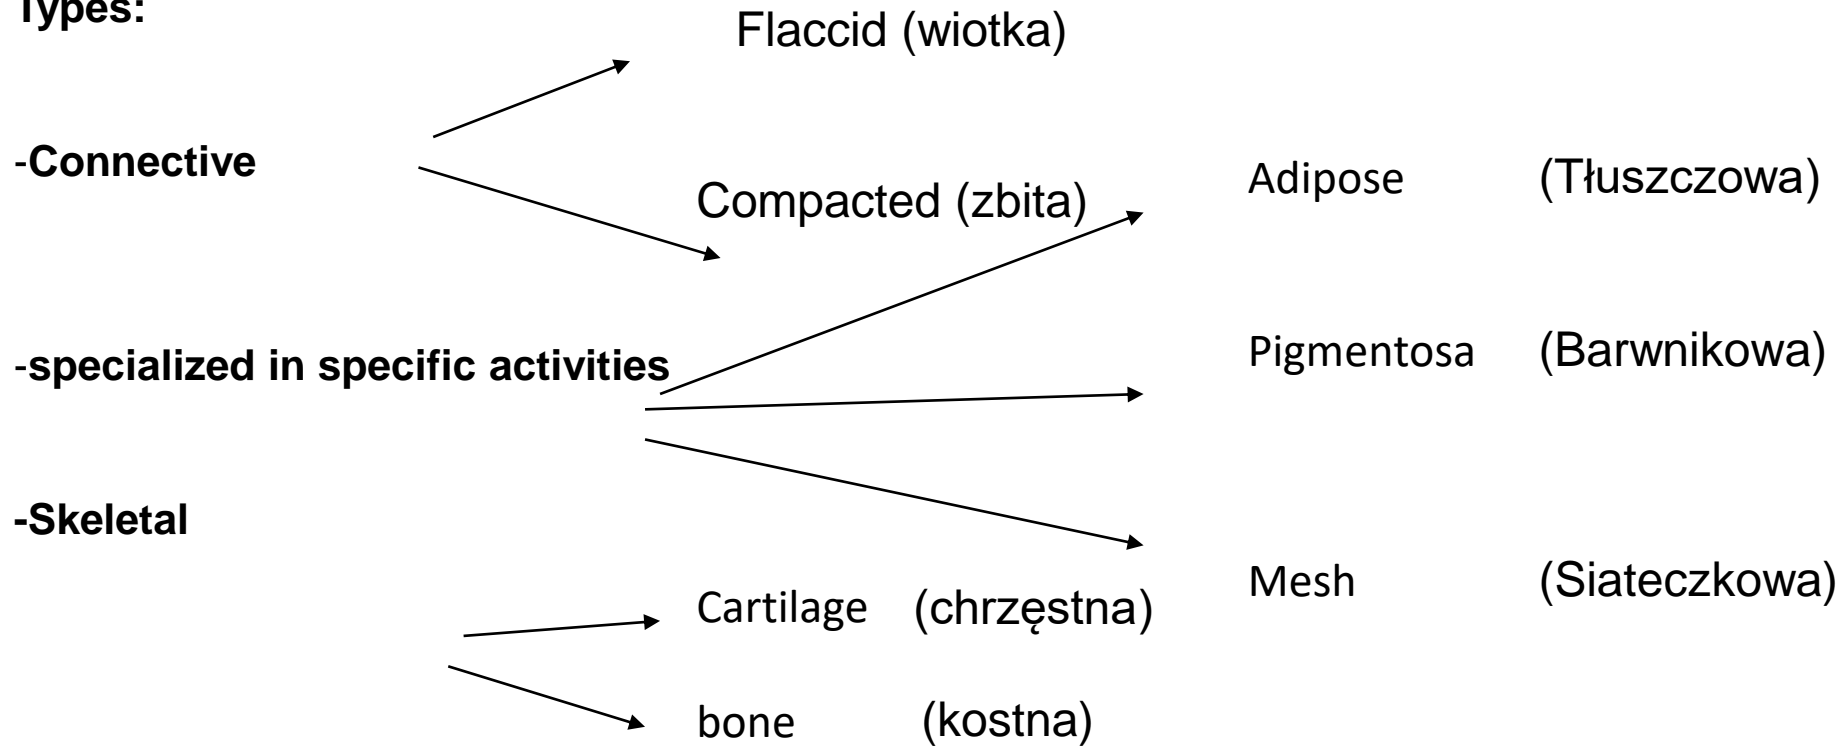 Types:
Flaccid (wiotka)
-Connective
Compacted (zbita)
Adipose (Tłuszczowa)
-specialized in specific activities
Pigmentosa (Barwnikowa)
-Skeletal
Mesh (Siateczkowa)
Cartilage (chrzęstna)
bone (kostna)